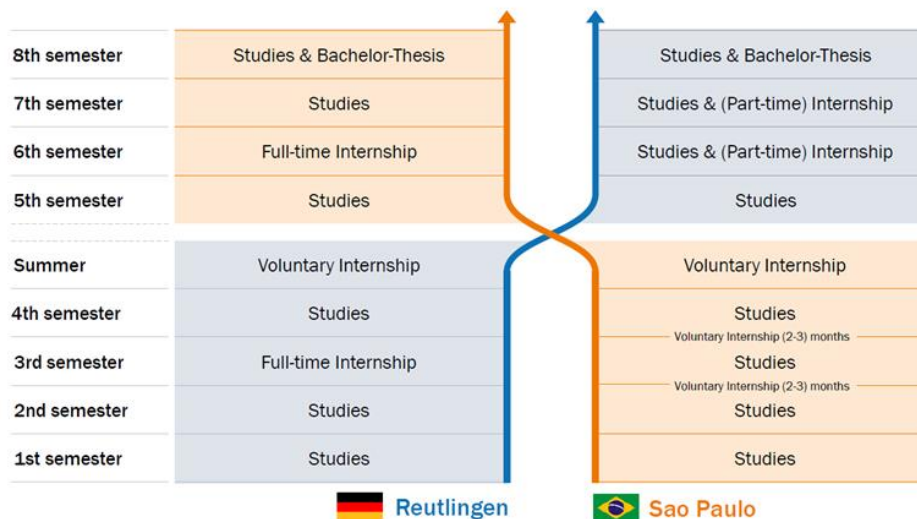 8th semester Studies & Bachelor-Thesis Studies & Bachelor-Thesis
7th semester Studies Studies & (Part-time) Internship
6th semester Full-time Internship Studies & (Part-time) Internship
5th semester Studies Studies
Summer Voluntary Internship Voluntary Internship
4th semester Studies Studies
Voluntary Internship (2-3) months
3rd semester Full-time Internship Studies
Voluntary Internship (2-3) months
2nd semester Studies Studies
1st semester Studies Studies
Reutlingen Sao Paulo